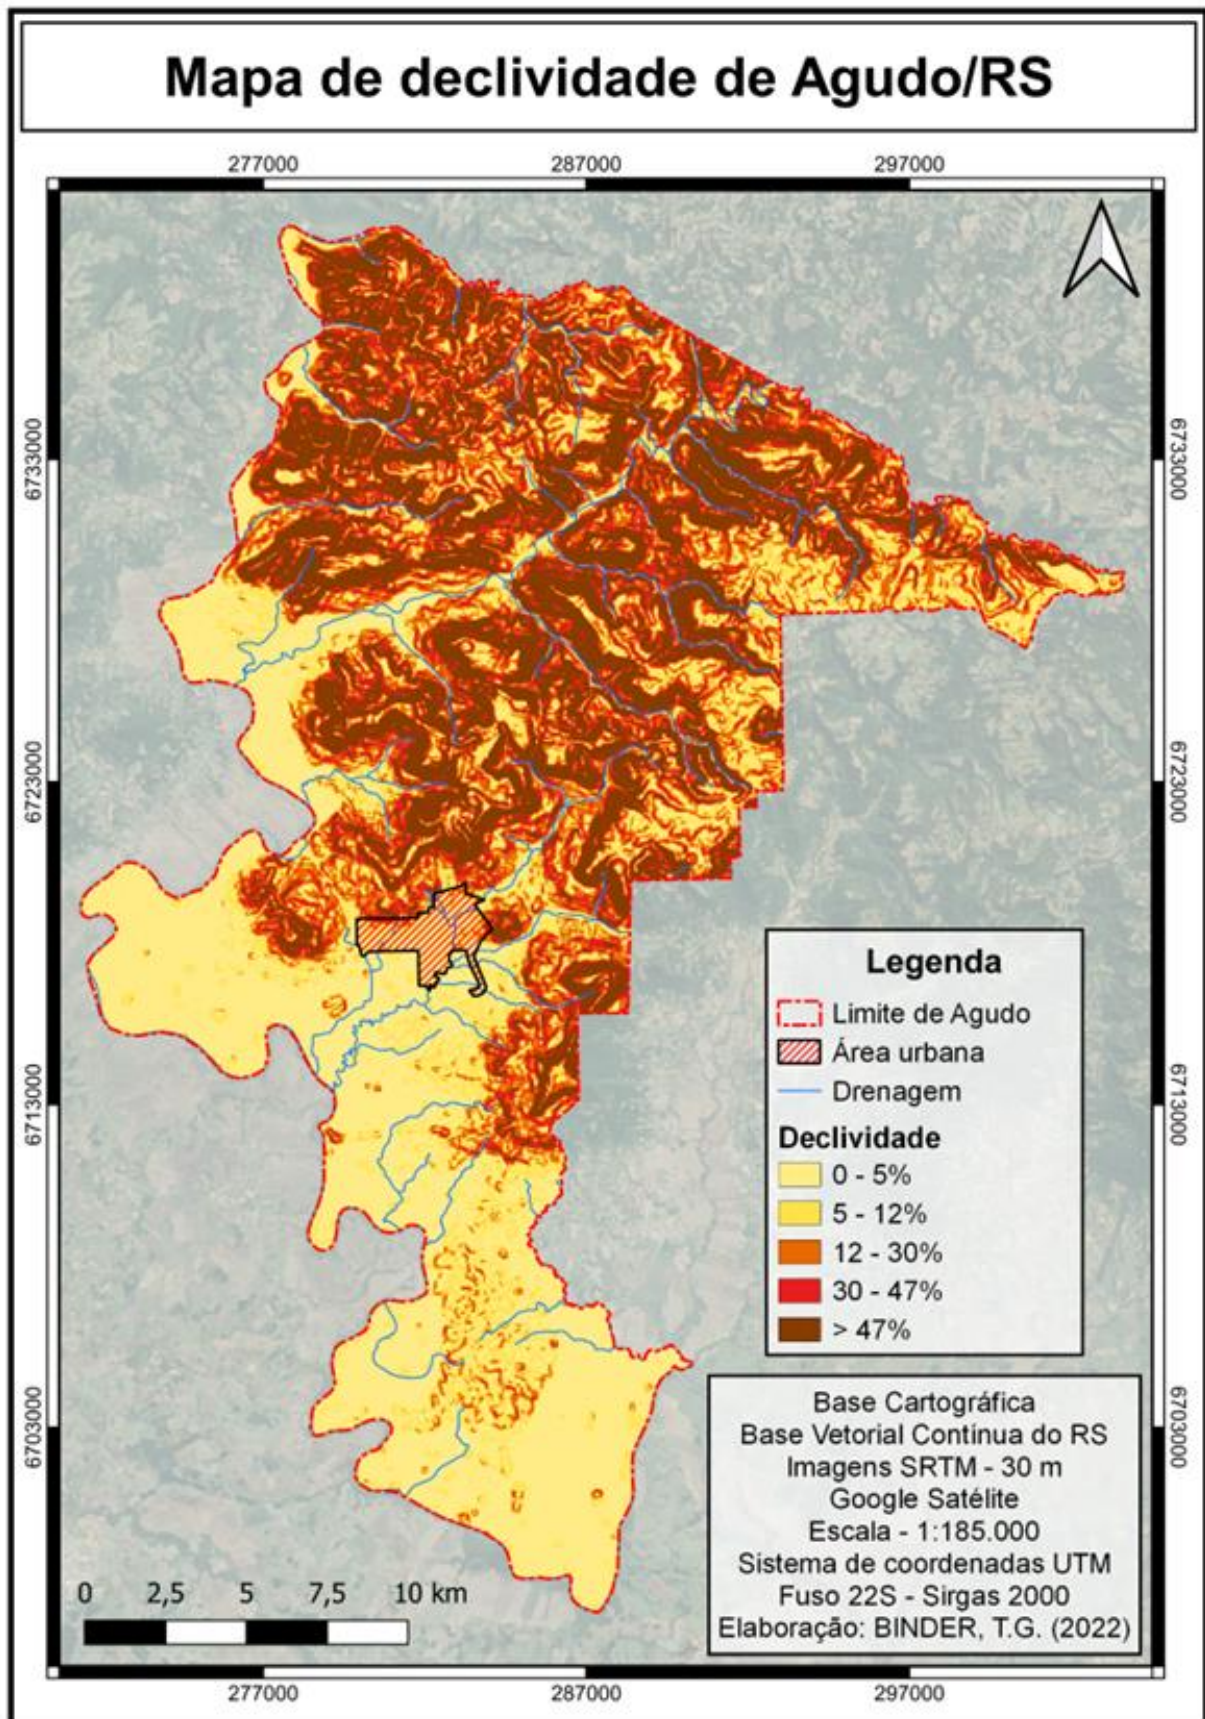 Mapa de declividade de Agudo/RS
277000 287000 297000
6733000 6733000
6723000 6723000
6713000 6713000
6703000 6703000
Legenda
Limite de Agudo
Área urbana
Drenagem
Declividade
0 - 5%
5 - 12%
12 - 30%
30 - 47%
> 47%
Base Cartográfica
Base Vetorial Contínua do RS
Imagens SRTM - 30 m
Google Satélite
Escala - 1:185.000
Sistema de coordenadas UTM
Fuso 22S - Sirgas 2000
Elaboração: BINDER, T.G. (2022)
0 2,5 5 7,5 10 km
277000 287000 297000